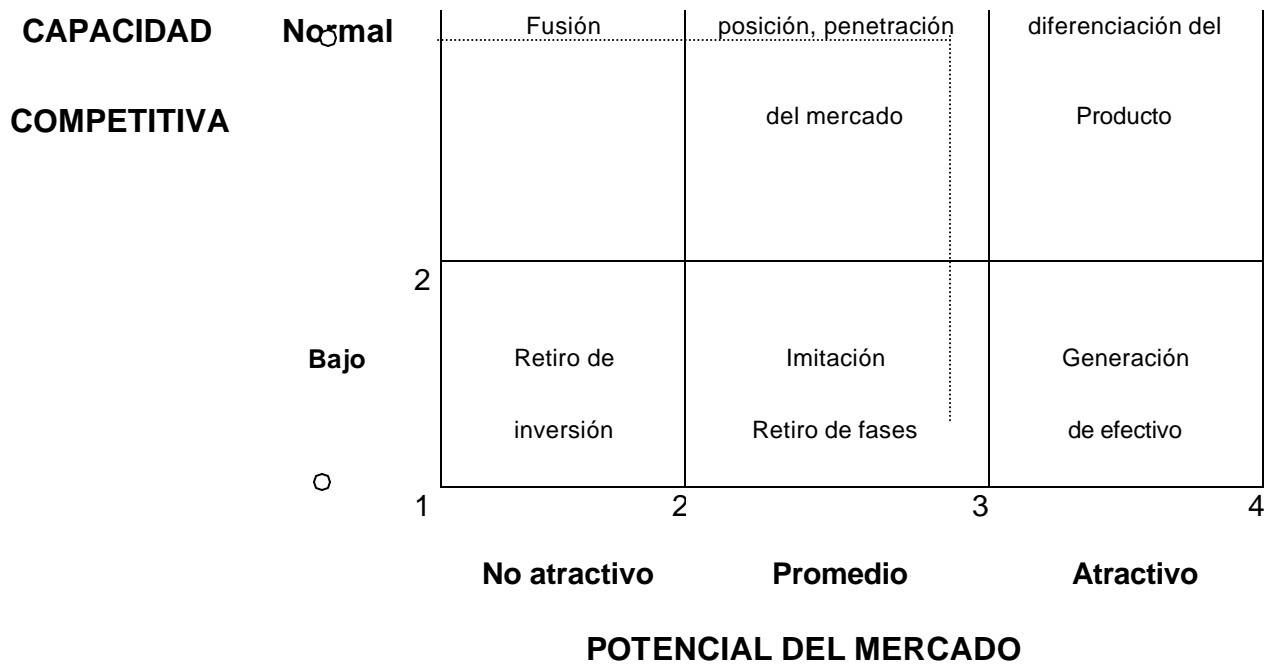 CAPACIDAD Normal Fusión posición, penetración diferenciación del
COMPETITIVA del mercado Producto
2
Bajo Retiro de Imitación Generación
inversión Retiro de fases de efectivo
1 2 3 4
No atractivo Promedio Atractivo
POTENCIAL DEL MERCADO